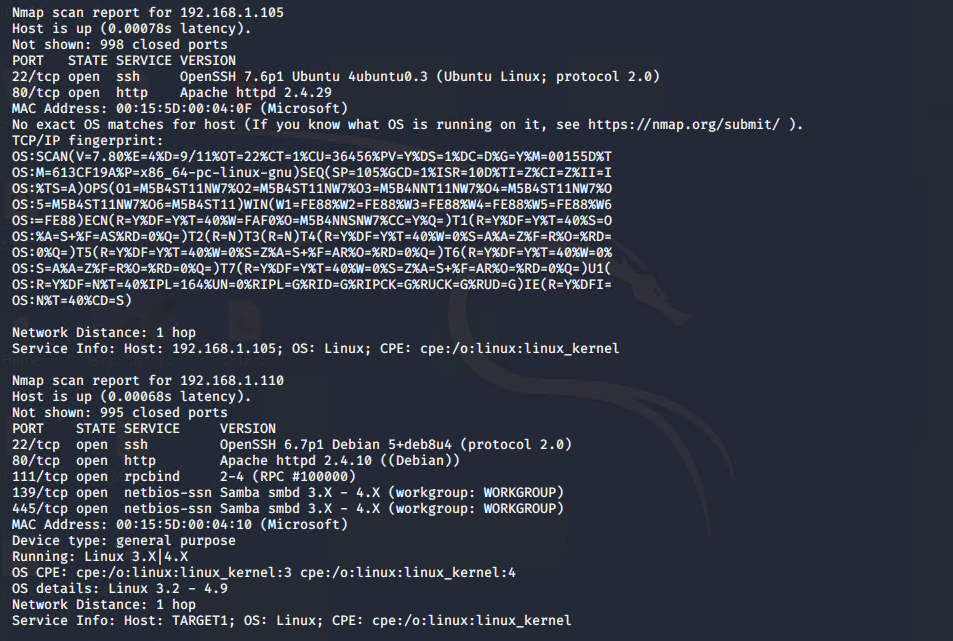 Nmap scan report for 192.168.1.105
Host is up (0.00078s latency).
Not shown: 998 closed ports
PORT   STATE SERVICE VERSION
22/tcp open  ssh     OpenSSH 7.6p1 Ubuntu 4ubuntu0.3 (Ubuntu Linux; protocol 2.0)
80/tcp open  http    Apache httpd 2.4.29
MAC Address: 00:15:5D:00:04:0F (Microsoft)
No exact OS matches for host (If you know what OS is running on it, see https://nmap.org/submit/ ).
TCP/IP fingerprint:
OS:SCAN(V=7.80%E=4%D=9/11%OT=22%CT=1%CU=36456%PV=Y%DS=1%DC=D%G=Y%M=00155D%T
OS:M=613CF19A%P=x86_64-pc-linux-gnu)SEQ(SP=105%GCD=1%ISR=10D%TI=Z%CI=Z%II=I
OS:%TS=A)OPS(O1=M5B4ST11NW7%O2=M5B4ST11NW7%O3=M5B4NNT11NW7%O4=M5B4ST11NW7%O
OS:5=M5B4ST11NW7%O6=M5B4ST11)WIN(W1=FE88%W2=FE88%W3=FE88%W4=FE88%W5=FE88%W6
OS:=FE88)ECN(R=Y%DF=Y%T=40%W=FAF0%O=M5B4NNSNW7%CC=Y%Q=)T1(R=Y%DF=Y%T=40%S=O
OS:%A=S+%F=AS%RD=0%Q=)T2(R=N)T3(R=N)T4(R=Y%DF=Y%T=40%W=0%S=A%A=Z%F=R%O=%RD=
OS:0%Q=)T5(R=Y%DF=Y%T=40%W=0%S=Z%A=S+%F=AR%O=%RD=0%Q=)T6(R=Y%DF=Y%T=40%W=0%
OS:S=A%A=Z%F=R%O=%RD=0%Q=)T7(R=Y%DF=Y%T=40%W=0%S=Z%A=S+%F=AR%O=%RD=0%Q=)U1(
OS:R=Y%DF=N%T=40%IPL=164%UN=0%RIPL=G%RID=G%RIPCK=G%RUCK=G%RUD=G)IE(R=Y%DFI=
OS:N%T=40%CD=S)
Network Distance: 1 hop
Service Info: Host: 192.168.1.105; OS: Linux; CPE: cpe:/o:linux:linux_kernel
Nmap scan report for 192.168.1.110
Host is up (0.00068s latency).
Not shown: 995 closed ports
PORT    STATE SERVICE     VERSION
22/tcp  open  ssh         OpenSSH 6.7p1 Debian 5+deb8u4 (protocol 2.0)
80/tcp  open  http        Apache httpd 2.4.10 ((Debian))
111/tcp open  rpcbind     2-4 (RPC #100000)
139/tcp open  netbios-ssn Samba smbd 3.X - 4.X (workgroup: WORKGROUP)
445/tcp open  netbios-ssn Samba smbd 3.X - 4.X (workgroup: WORKGROUP)
MAC Address: 00:15:5D:00:04:10 (Microsoft)
Device type: general purpose
Running: Linux 3.X|4.X
OS CPE: cpe:/o:linux:linux_kernel:3 cpe:/o:linux:linux_kernel:4
OS details: Linux 3.2 - 4.9
Network Distance: 1 hop
Service Info: Host: TARGET1; OS: Linux; CPE: cpe:/o:linux:linux_kernel